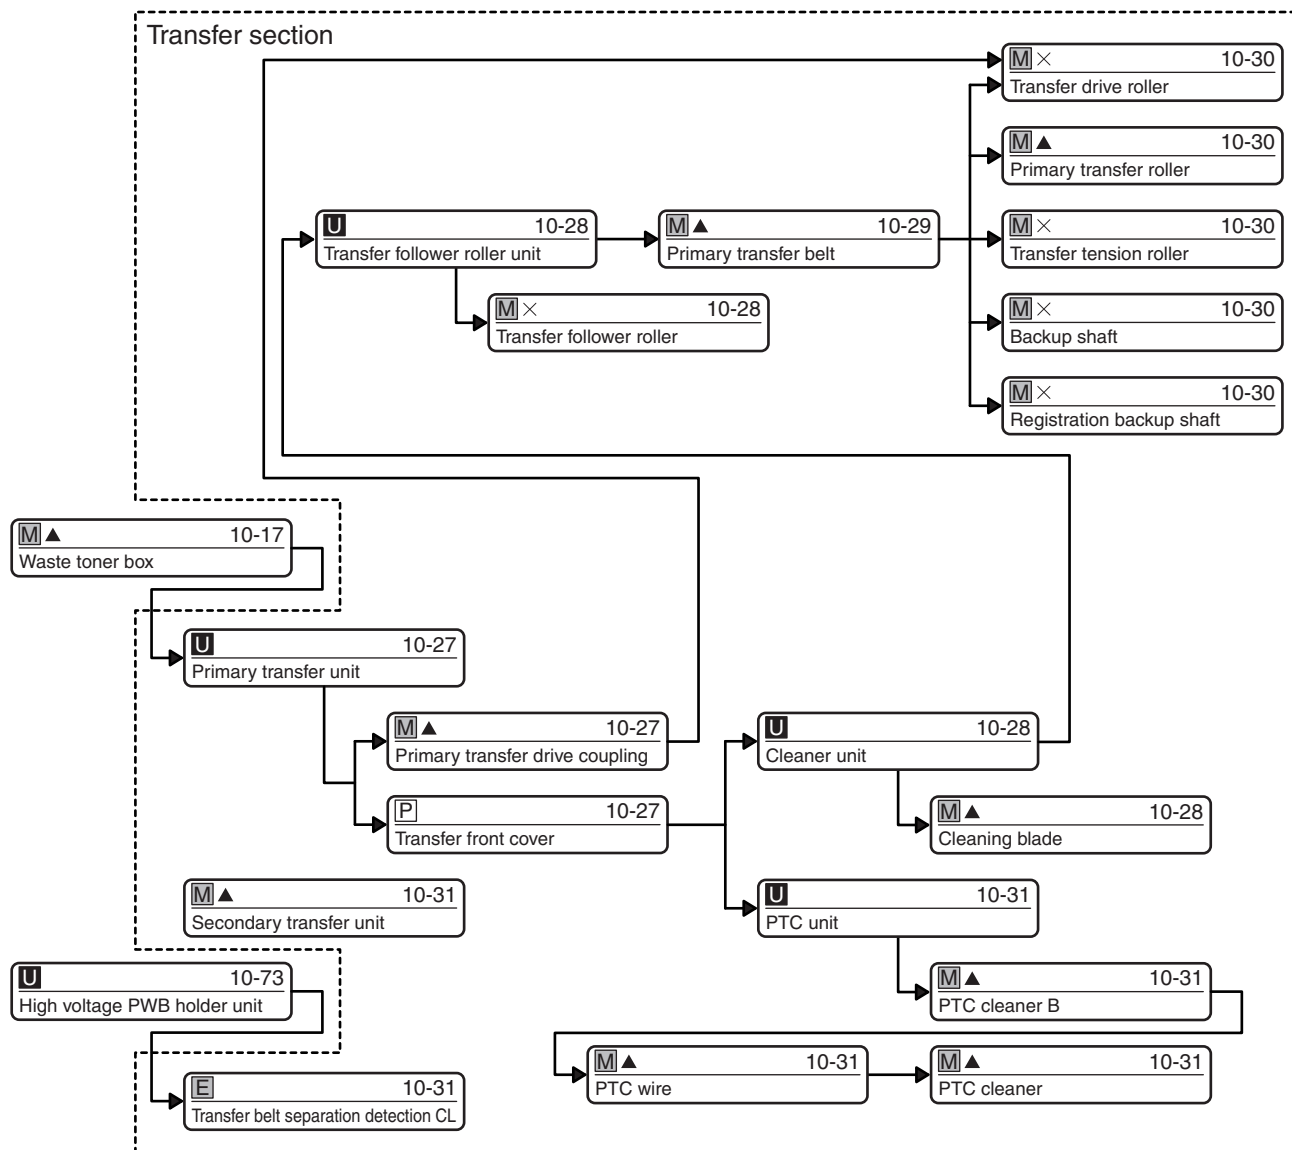 Transfer section
M × 10-30
Transfer drive roller
M ▲ 10-30
Primary transfer roller
U 10-28
Transfer follower roller unit
M ▲ 10-29
Primary transfer belt
M × 10-30
Transfer tension roller
M × 10-28
Transfer follower roller
M × 10-30
Backup shaft
M × 10-30
Registration backup shaft
M ▲ 10-17
Waste toner box
U 10-27
Primary transfer unit
M ▲ 10-27
Primary transfer drive coupling
U 10-28
Cleaner unit
P 10-27
Transfer front cover
M ▲ 10-28
Cleaning blade
M ▲ 10-31
Secondary transfer unit
U 10-31
PTC unit
U 10-73
High voltage PWB holder unit
M ▲ 10-31
PTC cleaner B
M ▲ 10-31
PTC wire
M ▲ 10-31
PTC cleaner
E 10-31
Transfer belt separation detection CL